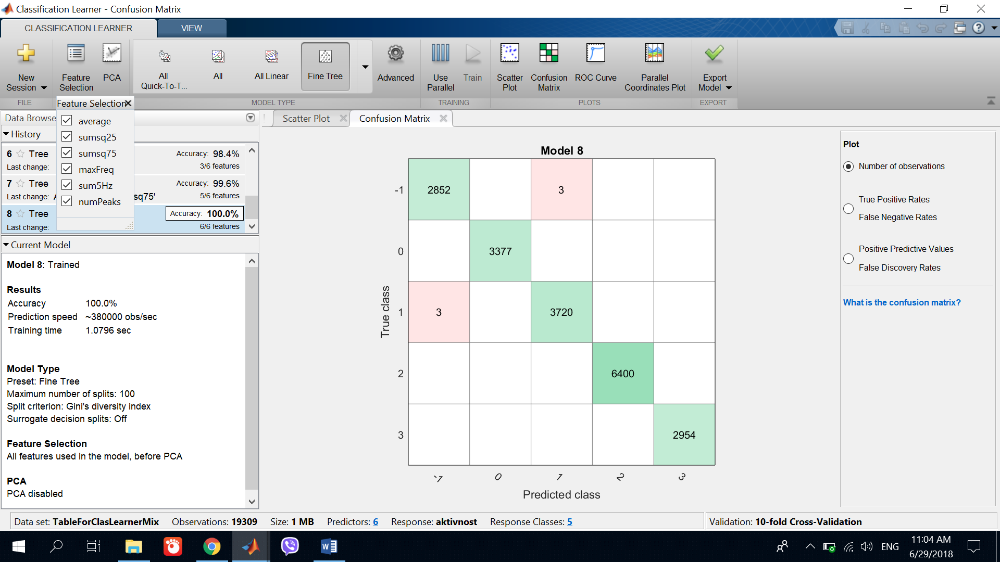 Classification Learner - Confusion Matrix
CLASSIFICATION LEARNER
VIEW
New Session
Feature Selection
PCA
All Quick-To-T...
All
All Linear
Fine Tree
Advanced
Use Parallel
Train
Scatter Plot
Confusion Matrix
ROC Curve
Parallel Coordinates Plot
Export Model
FILE
MODEL TYPE
TRAINING
PLOTS
EXPORT
Feature Selection
average
sumsq25
sumsq75
maxFreq
sum5Hz
numPeaks
Data Browse
History
6 Tree Accuracy: 98.4%
Last change: 3/6 features
7 Tree Accuracy: 99.6%
Last change: sq75' 5/6 features
8 Tree Accuracy: 100.0%
Last change: 6/6 features
Current Model
Model 8: Trained
Results
Accuracy 100.0%
Prediction speed ~380000 obs/sec
Training time 1.0796 sec
Model Type
Preset: Fine Tree
Maximum number of splits: 100
Split criterion: Gini's diversity index
Surrogate decision splits: Off
Feature Selection
All features used in the model, before PCA
PCA
PCA disabled
Scatter Plot
Confusion Matrix
Model 8
True class
-1 2852 3
0 3377
1 3 3720
2 6400
3 2954
-1 0 1 2 3
Predicted class
Plot
Number of observations
True Positive Rates
False Negative Rates
Positive Predictive Values
False Discovery Rates
What is the confusion matrix?
Data set: TableForClasLearnerMix Observations: 19309 Size: 1 MB Predictors: 6 Response: aktivnost Response Classes: 5
Validation: 10-fold Cross-Validation
ENG
11:04 AM
6/29/2018